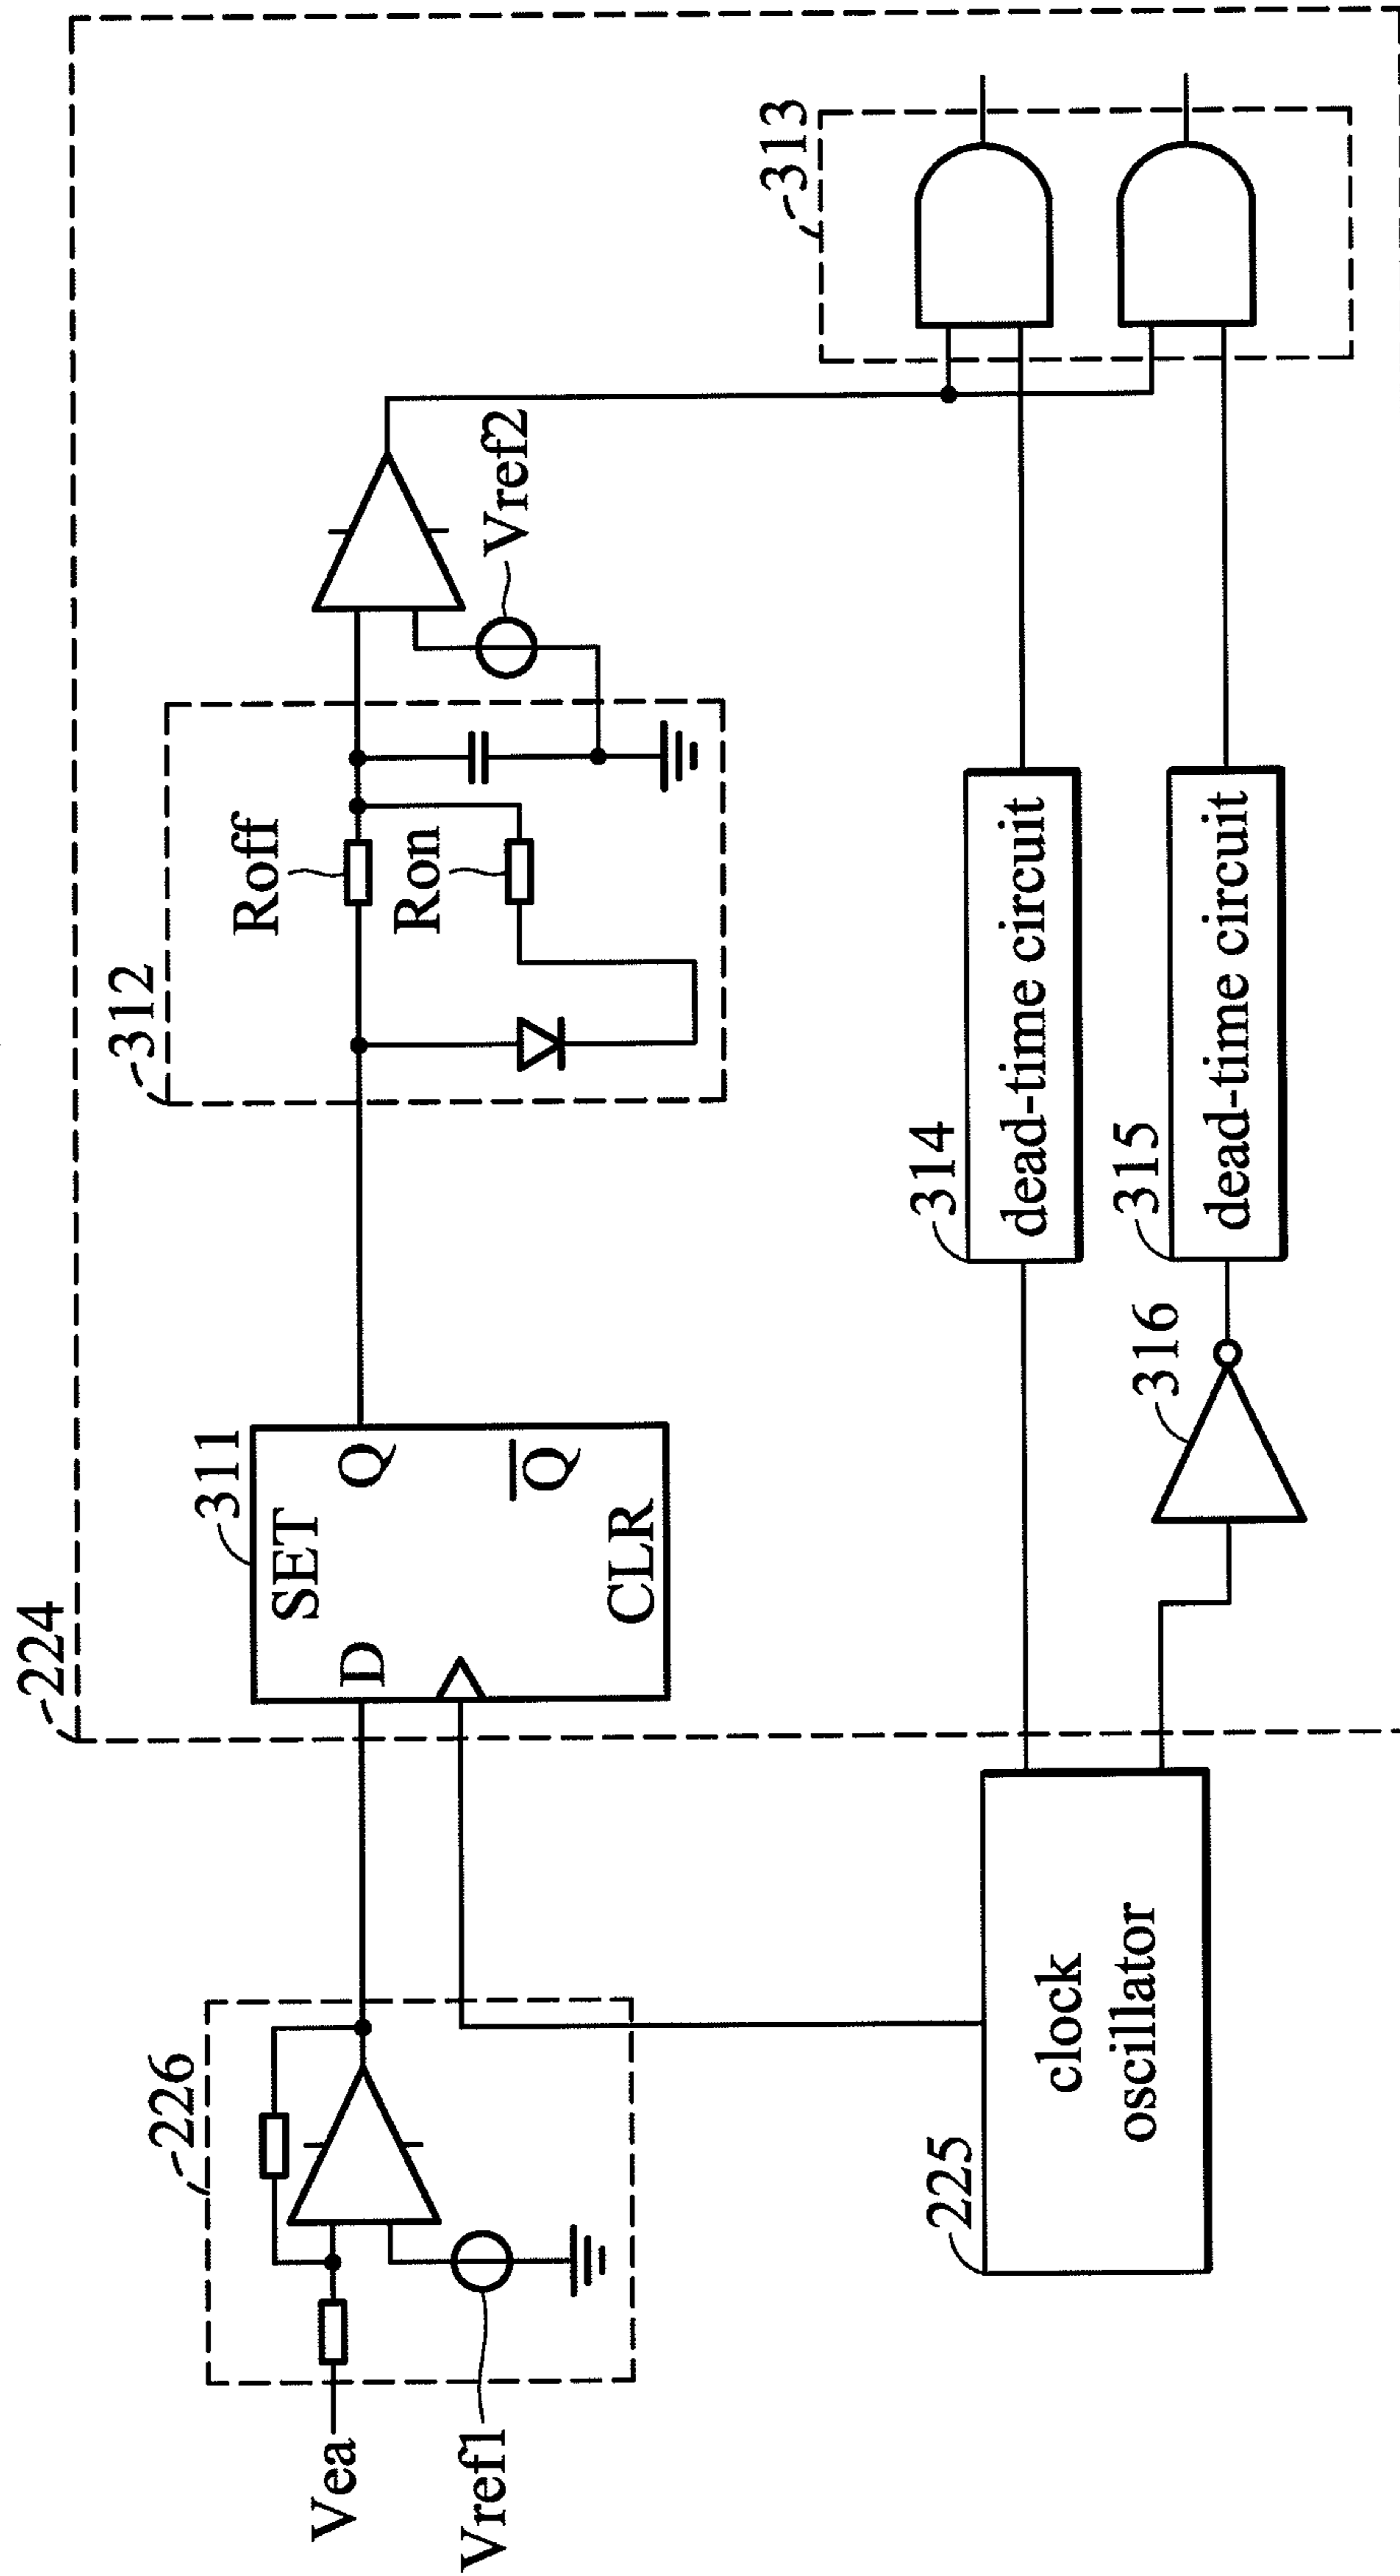 224
226
Vea
Vref1
311
SET
D
Q
Q
CLR
312
Roff
Ron
Vref2
313
225
clock
oscillator
314
dead-time circuit
316
315
dead-time circuit